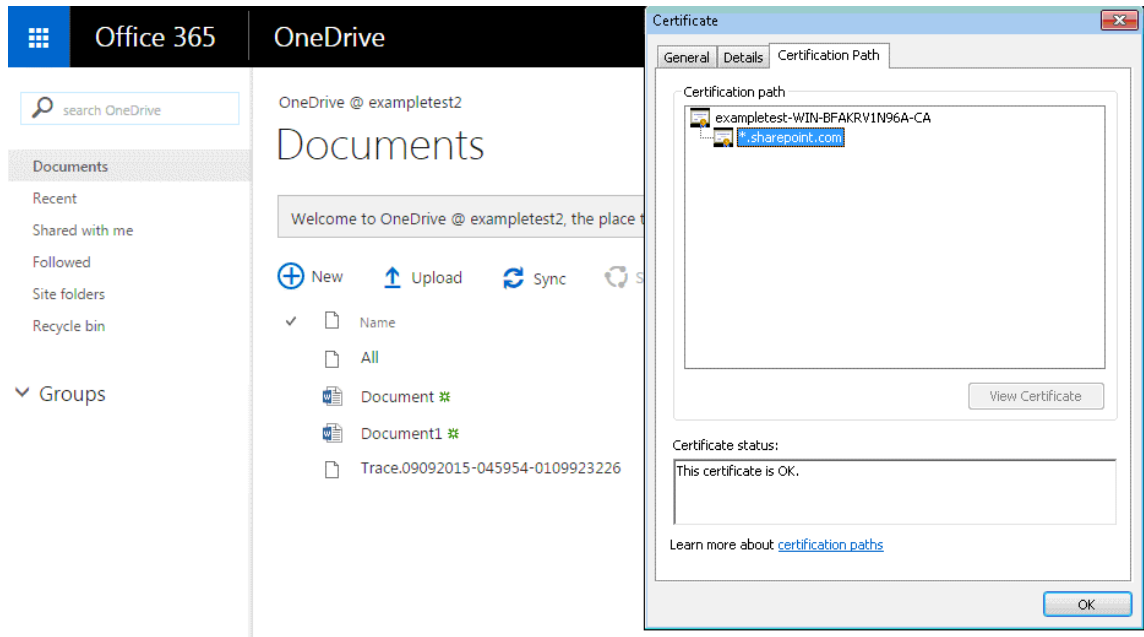 Office 365
OneDrive
search OneDrive
Documents
Recent
Shared with me
Followed
Site folders
Recycle bin
Groups
OneDrive @ exampletest2
Documents
Welcome to OneDrive @ exampletest2, the place t
New Upload Sync S
Name
All
Document
Document1
Trace.09092015-045954-0109923226
Certificate
General Details Certification Path
Certification path
exampletest-WIN-BFAKRV1N96A-CA
*.sharepoint.com
View Certificate
Certificate status:
This certificate is OK.
Learn more about certification paths
OK